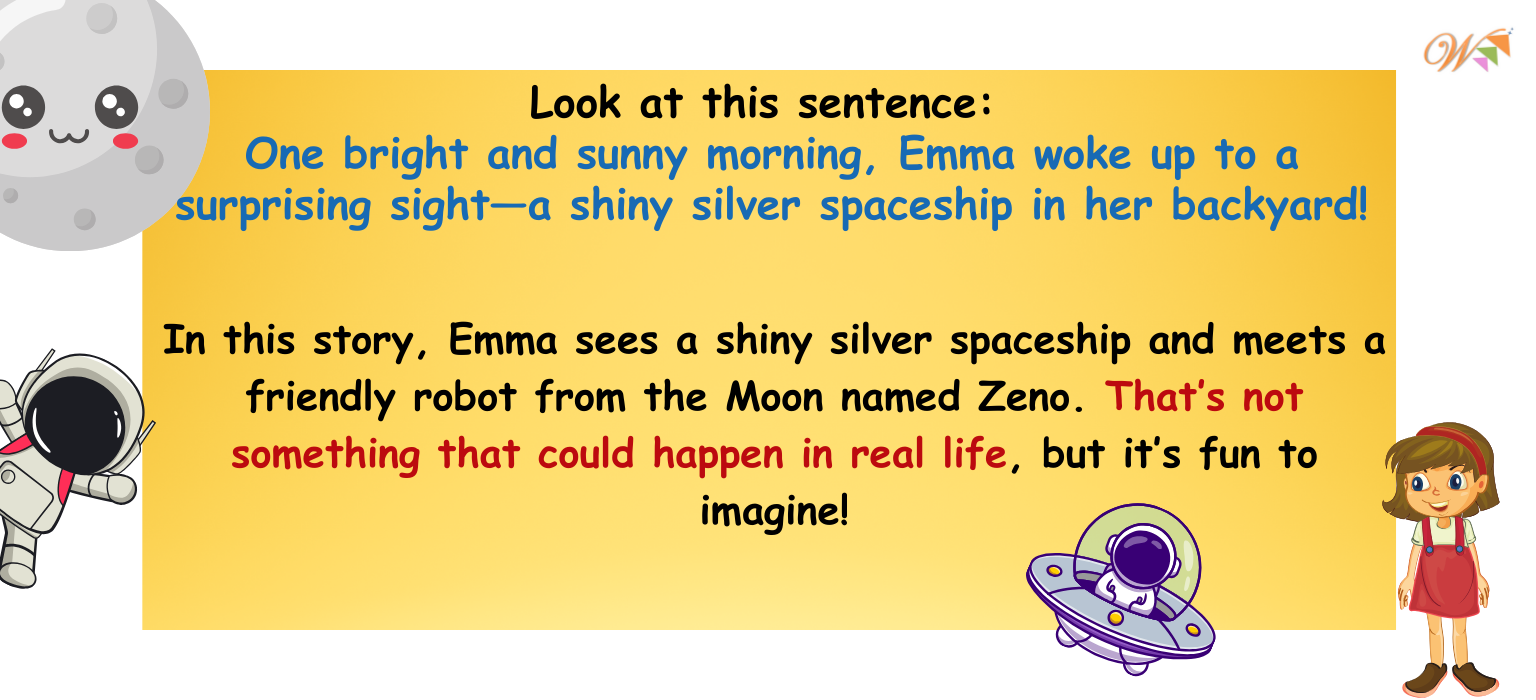 Look at this sentence:
One bright and sunny morning, Emma woke up to a
surprising sight—a shiny silver spaceship in her backyard!
In this story, Emma sees a shiny silver spaceship and meets a
friendly robot from the Moon named Zeno. That's not
something that could happen in real life, but it's fun to
imagine!